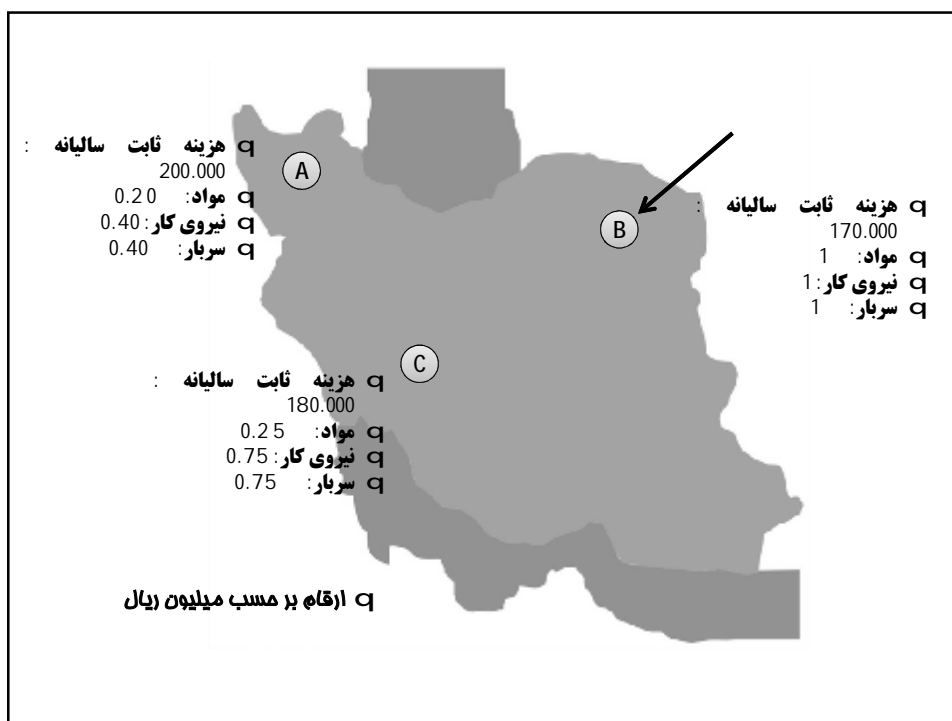 q هزینه ثابت سالیانه :
200.000
q مواد: 0.20
q نیروی کار: 0.40
q سربار: 0.40
A
B
q هزینه ثابت سالیانه :
170.000
q مواد: 1
q نیروی کار: 1
q سربار: 1
C
q هزینه ثابت سالیانه :
180.000
q مواد: 0.25
q نیروی کار: 0.75
q سربار: 0.75
q ارقام بر حسب میلیون ریال